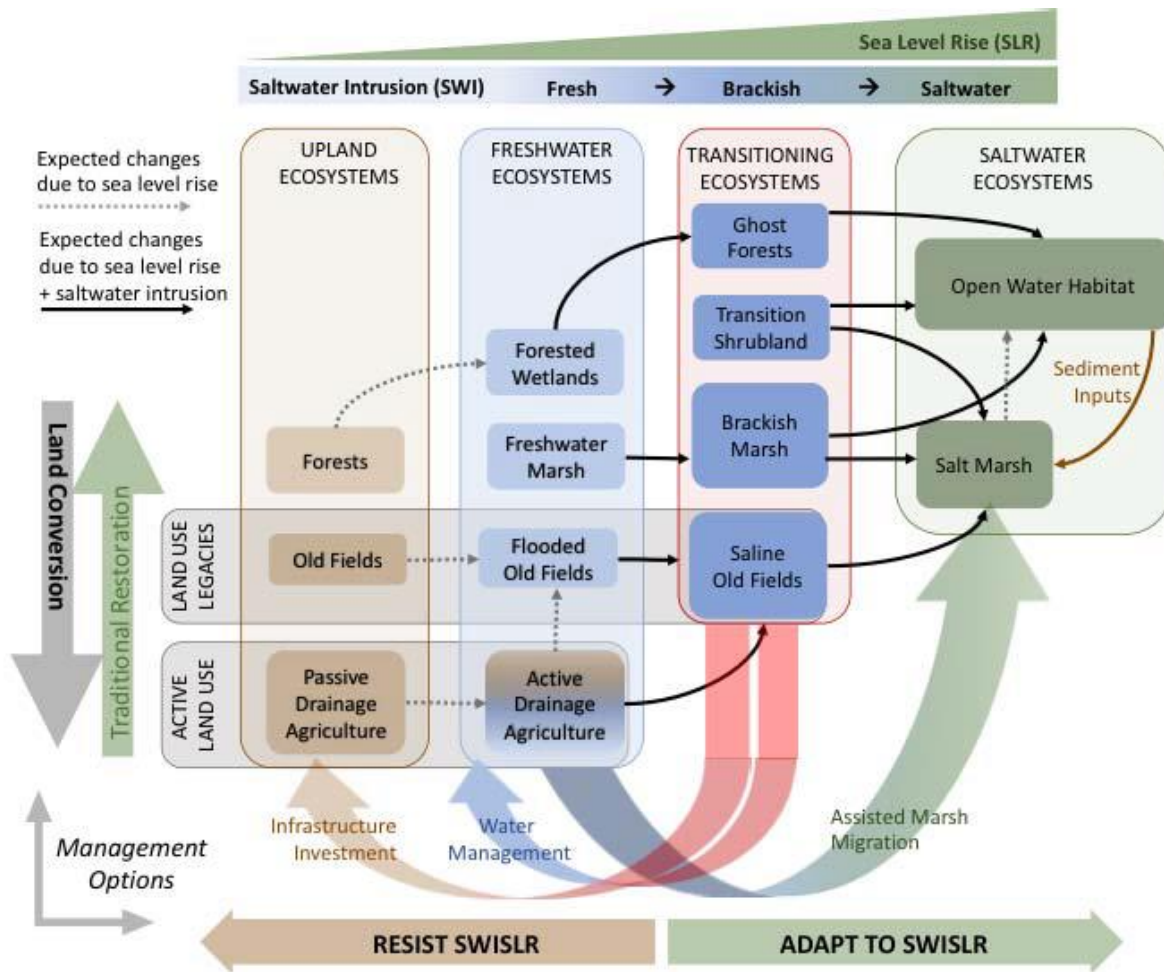 Sea Level Rise (SLR)
Saltwater Intrusion (SWI) Fresh → Brackish → Saltwater
Expected changes
due to sea level rise
Expected changes
due to sea level rise
+ saltwater intrusion
UPLAND
ECOSYSTEMS
FRESHWATER
ECOSYSTEMS
TRANSITIONING
ECOSYSTEMS
SALTWATER
ECOSYSTEMS
Ghost
Forests
Open Water Habitat
Transition
Shrubland
Forested
Wetlands
Sediment
Inputs
Forests
Freshwater
Marsh
Brackish
Marsh
Salt Marsh
Land Conversion
Traditional Restoration
LAND USE
LEGACIES
Old Fields
Flooded
Old Fields
Saline
Old Fields
ACTIVE
LAND USE
Passive
Drainage
Agriculture
Active
Drainage
Agriculture
Management
Options
Infrastructure
Investment
Water
Management
Assisted Marsh
Migration
RESIST SWISLR
ADAPT TO SWISLR